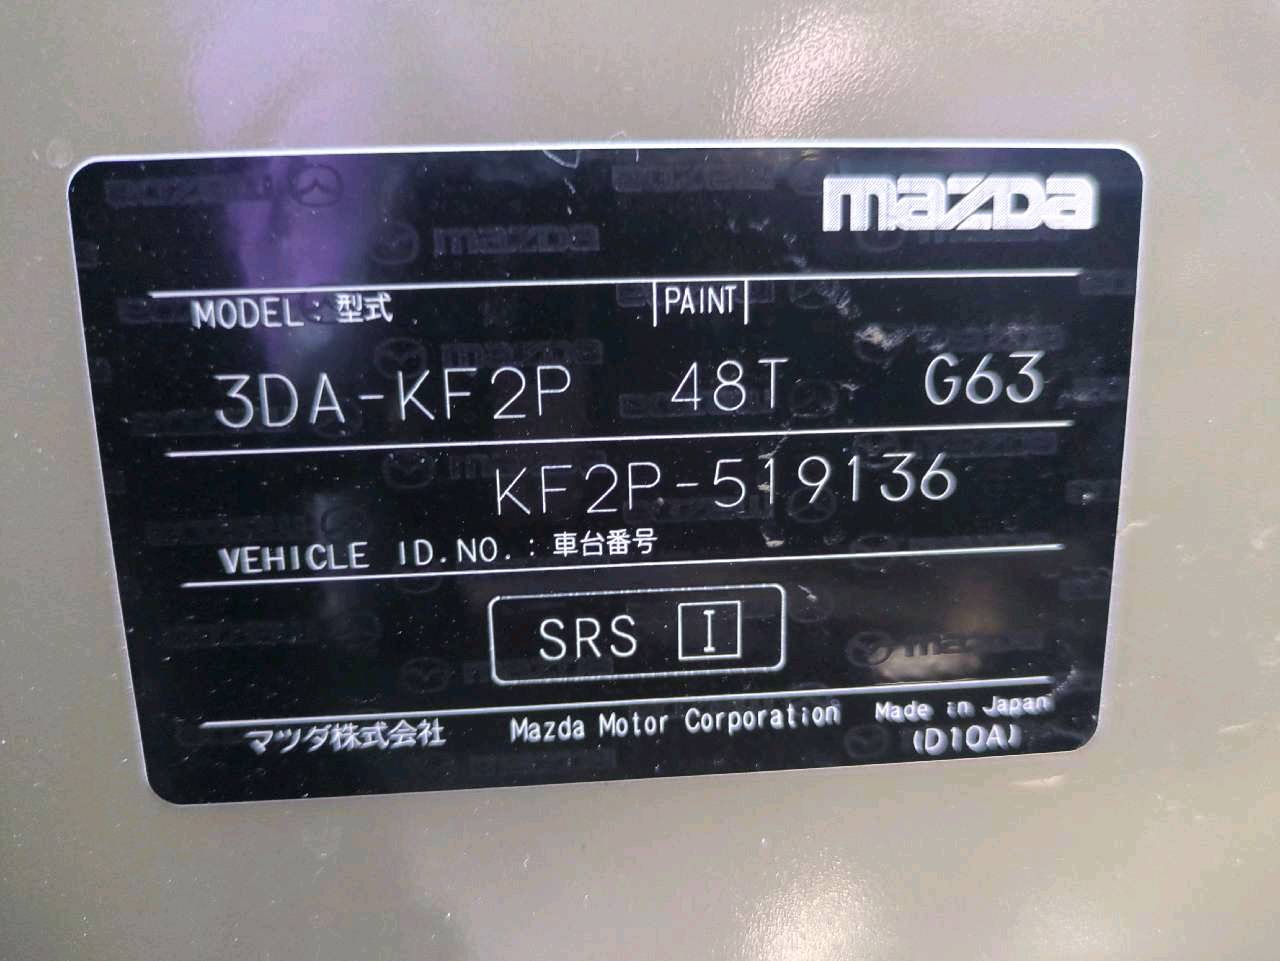 mazda
MODEL : 型式 |PAINT|
3DA-KF2P 48T G63
KF2P-519136
VEHICLE ID.NO. : 車台番号
SRS I
マツダ株式会社 Mazda Motor Corporation Made in Japan
(D10A)